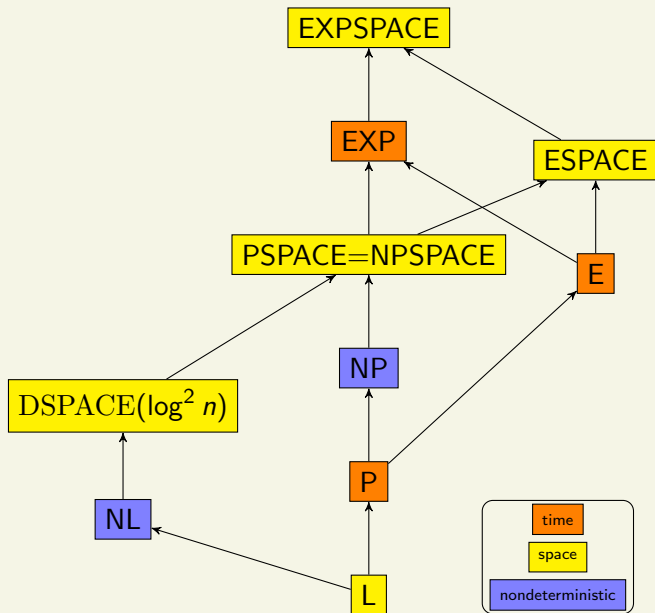 EXPSPACE
EXP
ESPACE
PSPACE=NPSPACE
E
NP
DSPACE(log² n)
P
NL
L
time
space
nondeterministic